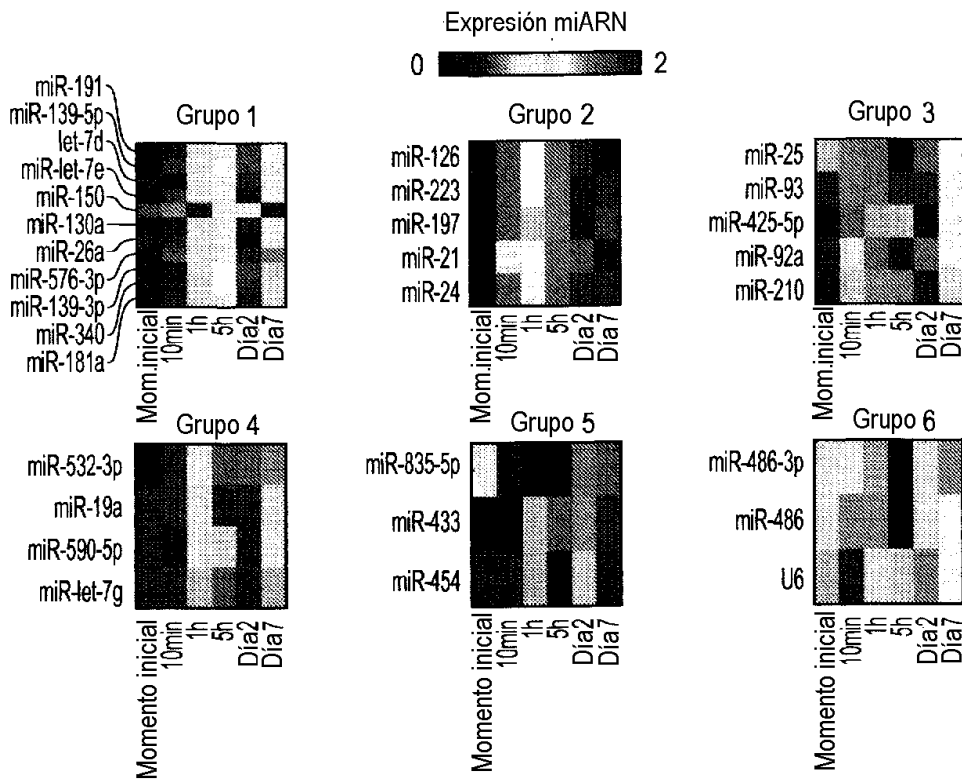 Expresión miARN
0 2
Grupo 1
miR-191
miR-139-5p
let-7d
miR-let-7e
miR-150
miR-130a
miR-26a
miR-576-3p
miR-139-3p
miR-340
miR-181a
Mom.inicial
10min
1h
5h
Día2
Día7
Grupo 2
miR-126
miR-223
miR-197
miR-21
miR-24
Mom.inicial
10min
1h
5h
Día2
Día7
Grupo 3
miR-25
miR-93
miR-425-5p
miR-92a
miR-210
Mom.inicial
10min
1h
5h
Día2
Día7
Grupo 4
miR-532-3p
miR-19a
miR-590-5p
miR-let-7g
Momento inicial
10min
1h
5h
Día2
Día7
Grupo 5
miR-835-5p
miR-433
miR-454
Momento inicial
10min
1h
5h
Día2
Día7
Grupo 6
miR-486-3p
miR-486
U6
Momento inicial
10min
1h
5h
Día2
Día7